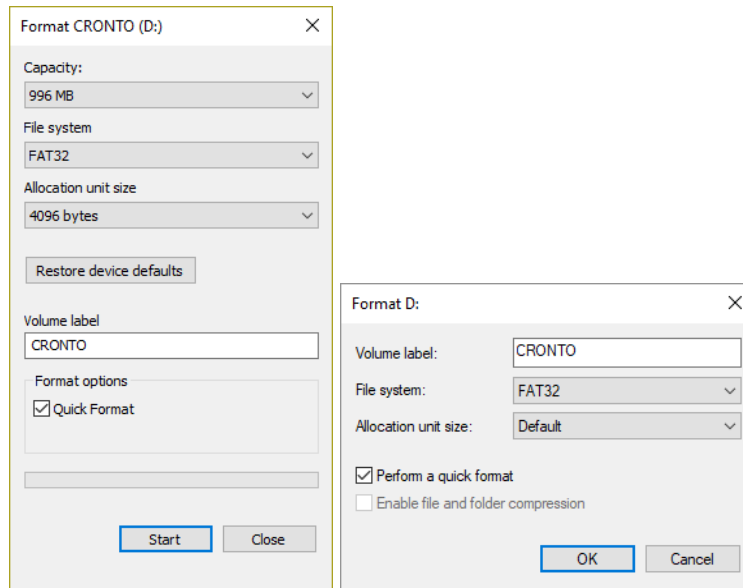 Format CRONTO (D:)
Capacity:
996 MB
File system
FAT32
Allocation unit size
4096 bytes
Restore device defaults
Volume label
CRONTO
Format options
Quick Format
Start Close
Format D:
Volume label: CRONTO
File system: FAT32
Allocation unit size: Default
Perform a quick format
Enable file and folder compression
OK Cancel